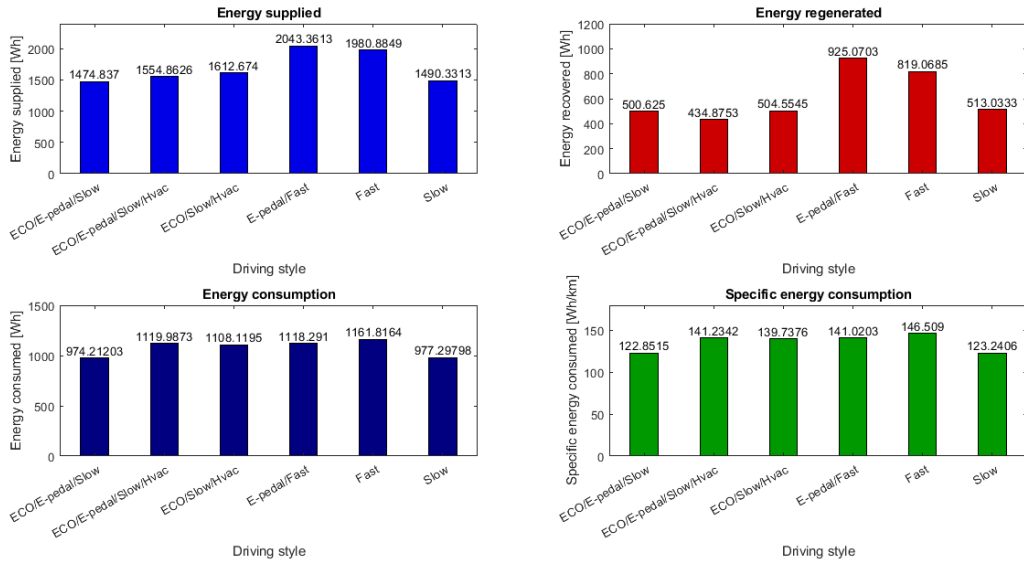 Energy supplied
Energy supplied [Wh]
2000
1500
1000
500
0
1474.837
1554.8626
1612.674
2043.3613
1980.8849
1490.3313
ECO/E-pedal/Slow
ECO/E-pedal/Slow/Hvac
ECO/Slow/Hvac
E-pedal/Fast
Fast
Slow
Driving style
Energy regenerated
Energy recovered [Wh]
1200
1000
800
600
400
200
0
500.625
434.8753
504.5545
925.0703
819.0685
513.0333
ECO/E-pedal/Slow
ECO/E-pedal/Slow/Hvac
ECO/Slow/Hvac
E-pedal/Fast
Fast
Slow
Driving style
Energy consumption
Energy consumed [Wh]
1500
1000
500
0
974.21203
1119.9873
1108.1195
1118.291
1161.8164
977.29798
ECO/E-pedal/Slow
ECO/E-pedal/Slow/Hvac
ECO/Slow/Hvac
E-pedal/Fast
Fast
Slow
Driving style
Specific energy consumption
Specific energy consumed [Wh/km]
150
100
50
0
122.8515
141.2342
139.7376
141.0203
146.509
123.2406
ECO/E-pedal/Slow
ECO/E-pedal/Slow/Hvac
ECO/Slow/Hvac
E-pedal/Fast
Fast
Slow
Driving style